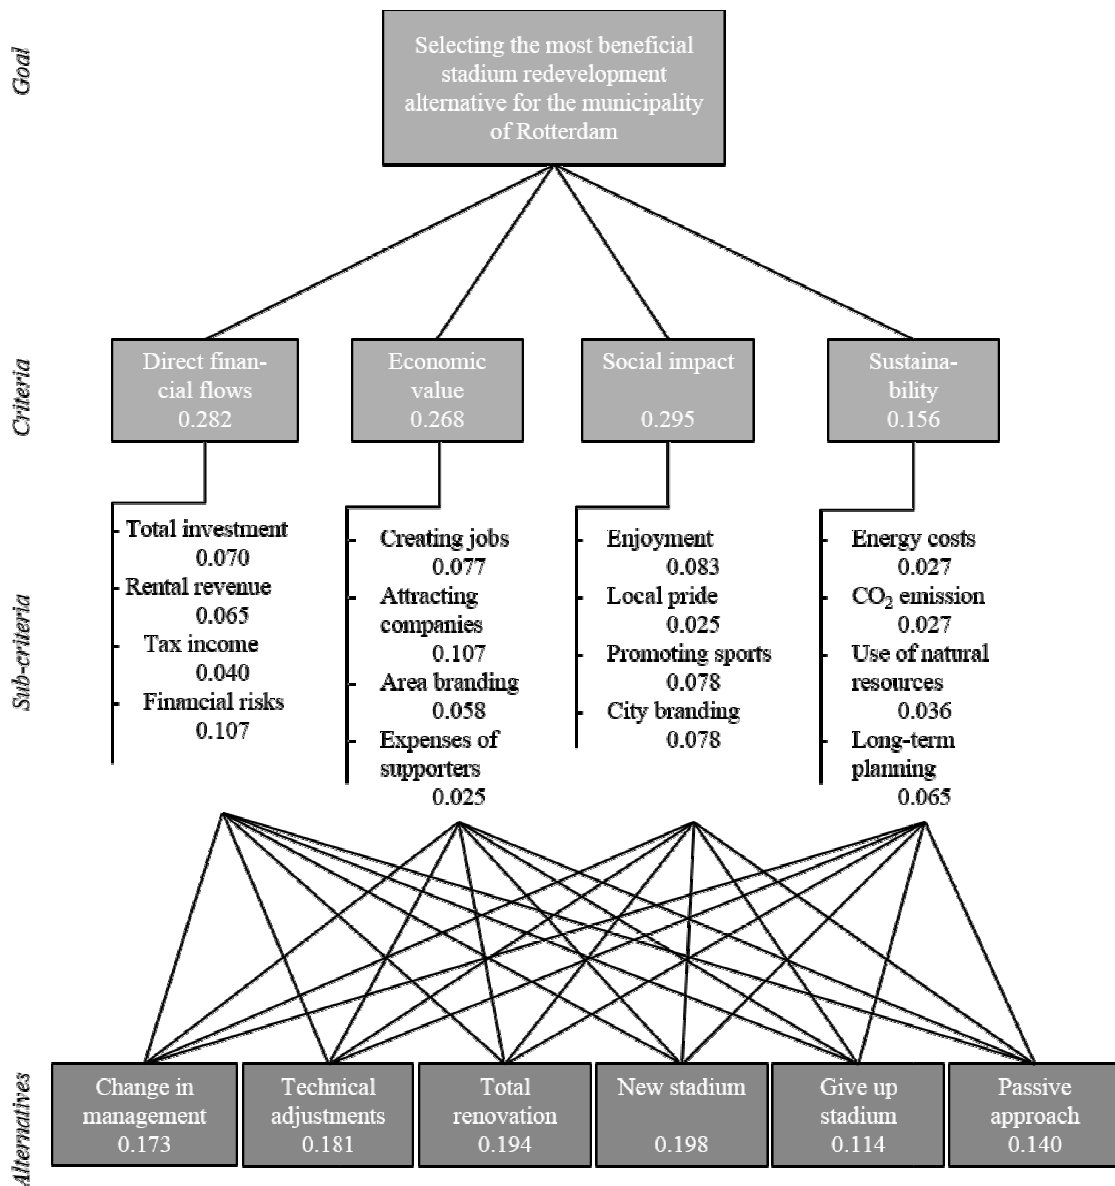 Goal
Selecting the most beneficial
stadium redevelopment
alternative for the municipality
of Rotterdam
Criteria
Direct finan-
cial flows
0.282
Economic
value
0.268
Social impact
0.295
Sustaina-
bility
0.156
Sub-criteria
Total investment
0.070
Rental revenue
0.065
Tax income
0.040
Financial risks
0.107
Creating jobs
0.077
Attracting
companies
0.107
Area branding
0.058
Expenses of
supporters
0.025
Enjoyment
0.083
Local pride
0.025
Promoting sports
0.078
City branding
0.078
Energy costs
0.027
CO₂ emission
0.027
Use of natural
resources
0.036
Long-term
planning
0.065
Alternatives
Change in
management
0.173
Technical
adjustments
0.181
Total
renovation
0.194
New stadium
0.198
Give up
stadium
0.114
Passive
approach
0.140